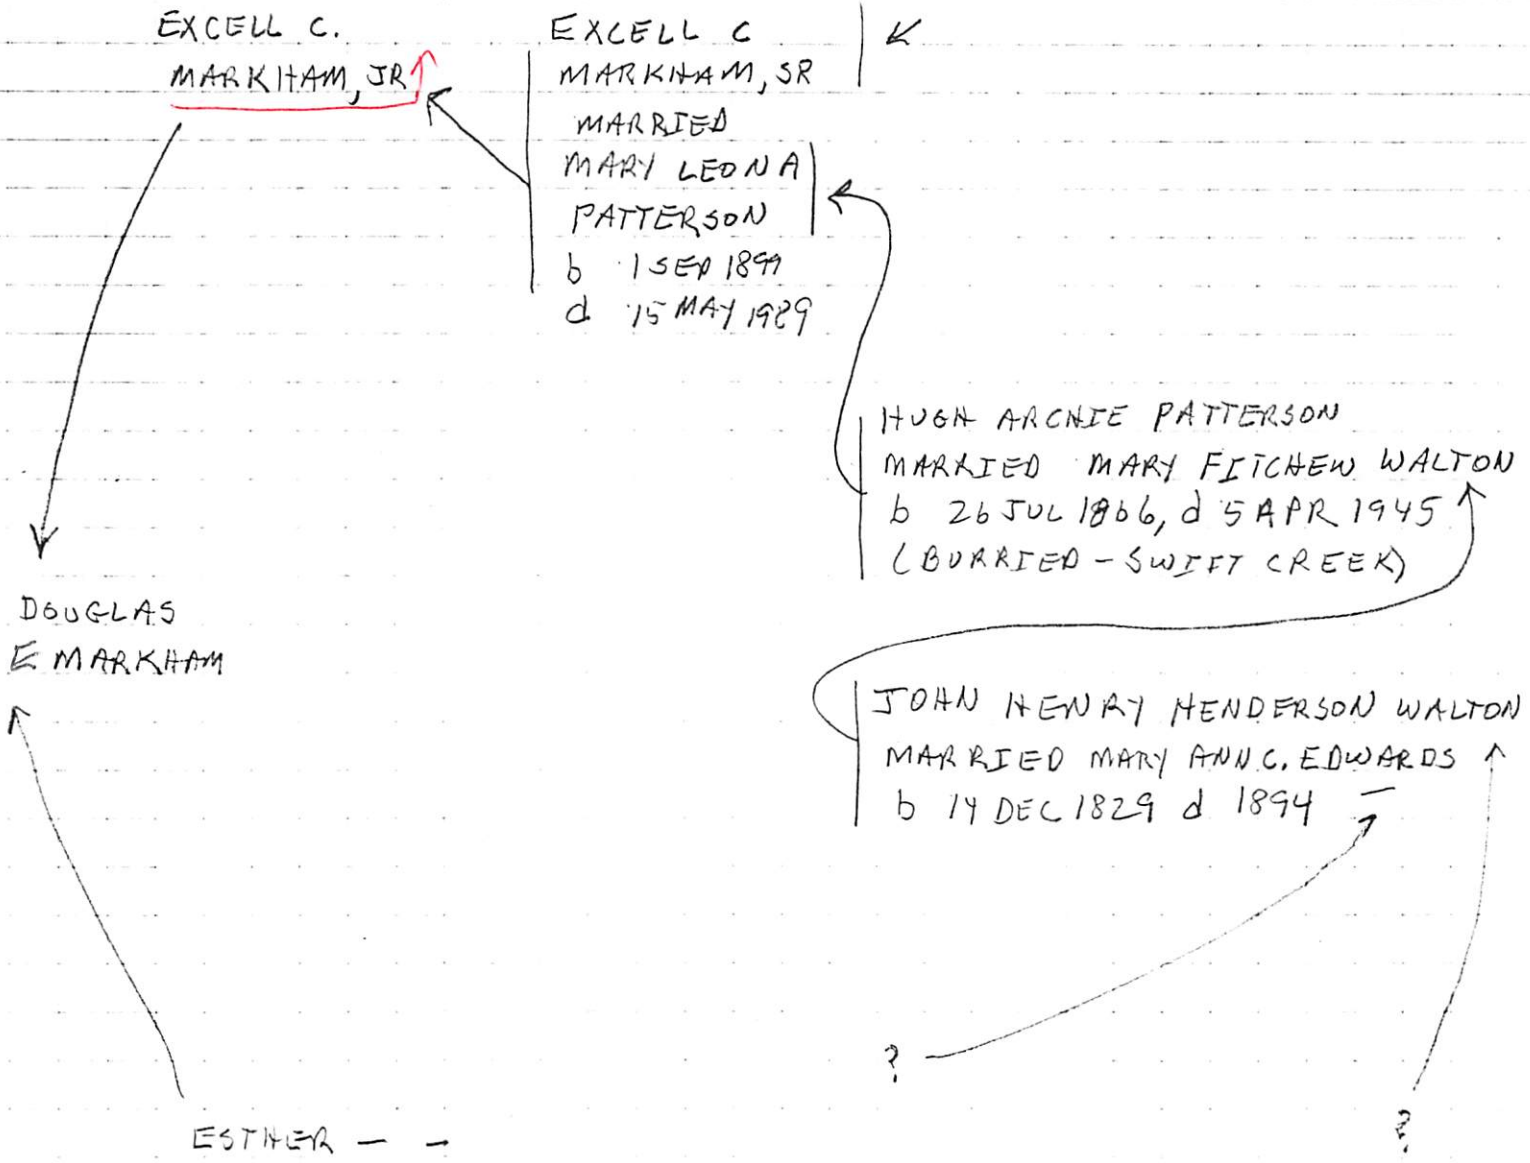 EXCELL C.
MARKHAM, JR
EXCELL C
MARKHAM, SR
MARRIED
MARY LEONA
PATTERSON
b 1 SEP 1899
d 15 MAY 1989
HUGH ARCHIE PATTERSON
MARRIED MARY FITCHEW WALTON
b 26 JUL 1866, d 5 APR 1945
(BURRIED - SWIFT CREEK)
DOUGLAS
E MARKHAM
JOHN HENRY HENDERSON WALTON
MARRIED MARY ANN C. EDWARDS
b 14 DEC 1829 d 1894 —
?
?
ESTHER — —